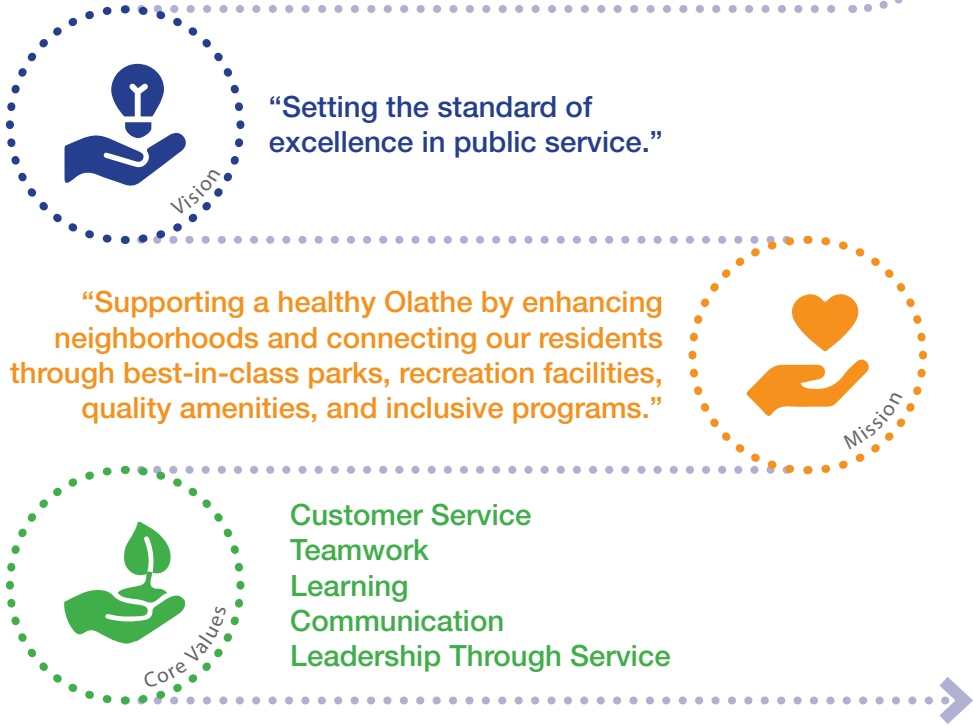 “Setting the standard of
excellence in public service.”
Vision
“Supporting a healthy Olathe by enhancing
neighborhoods and connecting our residents
through best-in-class parks, recreation facilities,
quality amenities, and inclusive programs.”
Mission
Customer Service
Teamwork
Learning
Communication
Leadership Through Service
Core Values